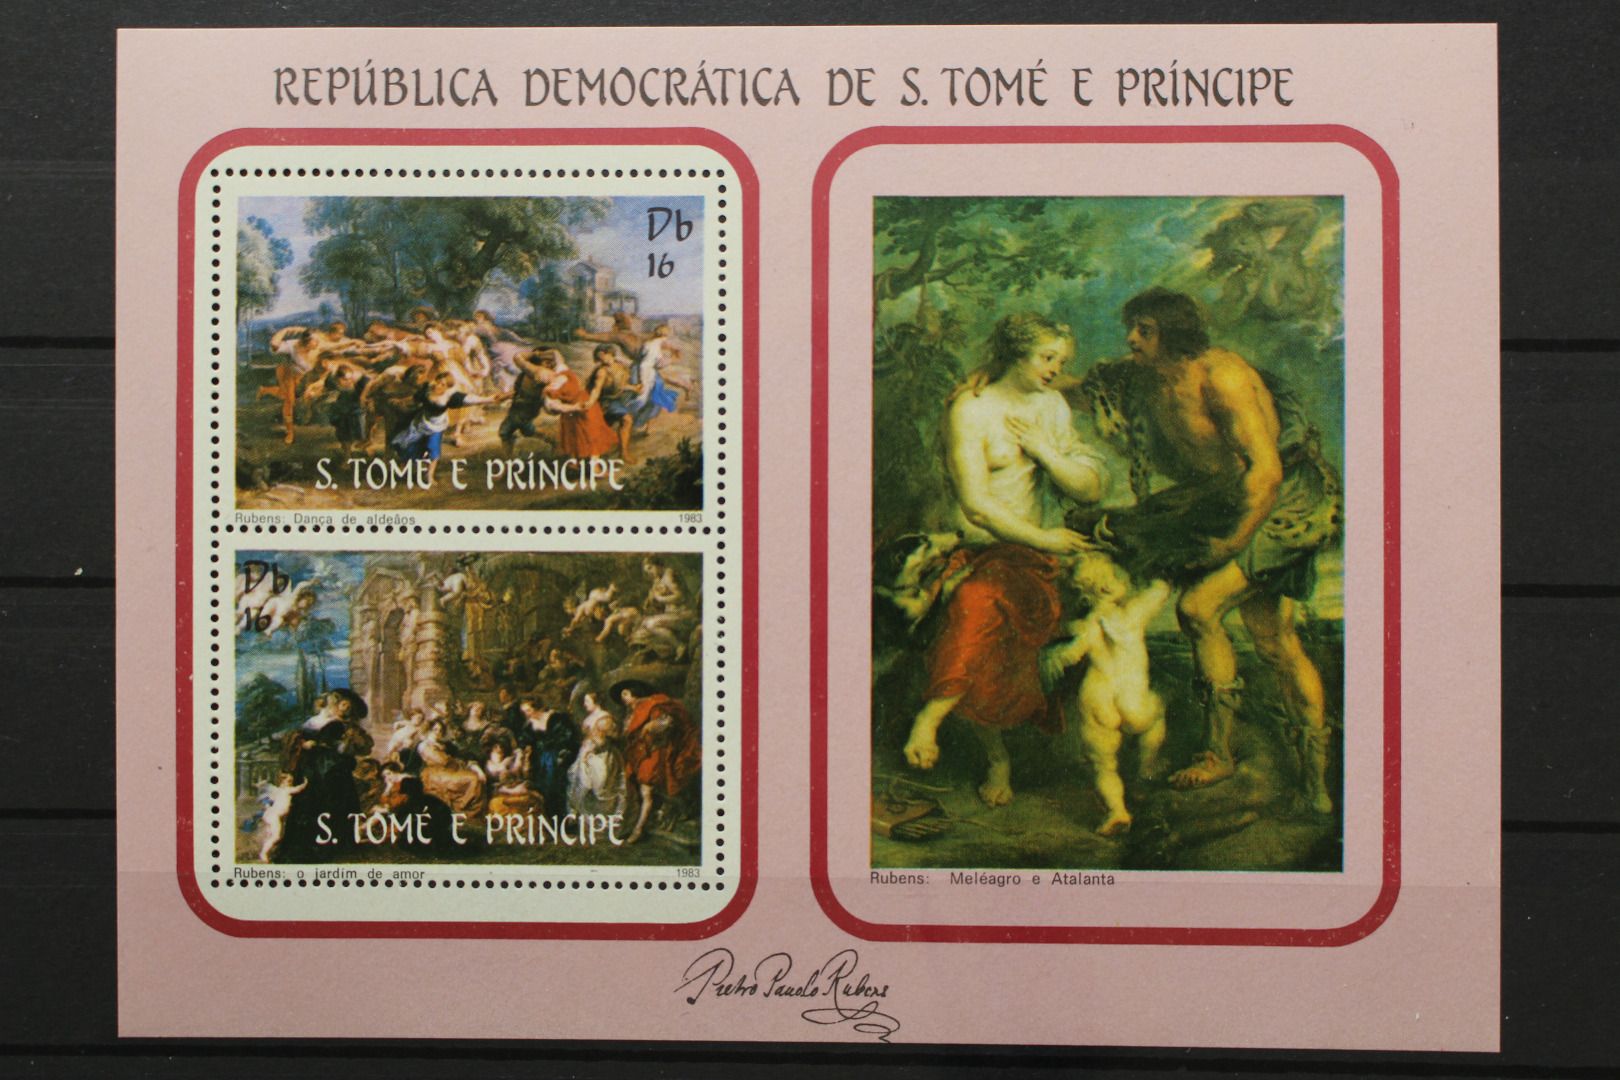 REPÚBLICA DEMOCRÁTICA DE S. TOMÉ E PRÍNCIPE
Db
16
S. TOMÉ E PRÍNCIPE
Rubens: Dança de aldeãos 1983
Db
16
S. TOMÉ E PRÍNCIPE
Rubens: o jardim de amor 1983
Rubens: Meléagro e Atalanta
Pietro Pauolo Rubens